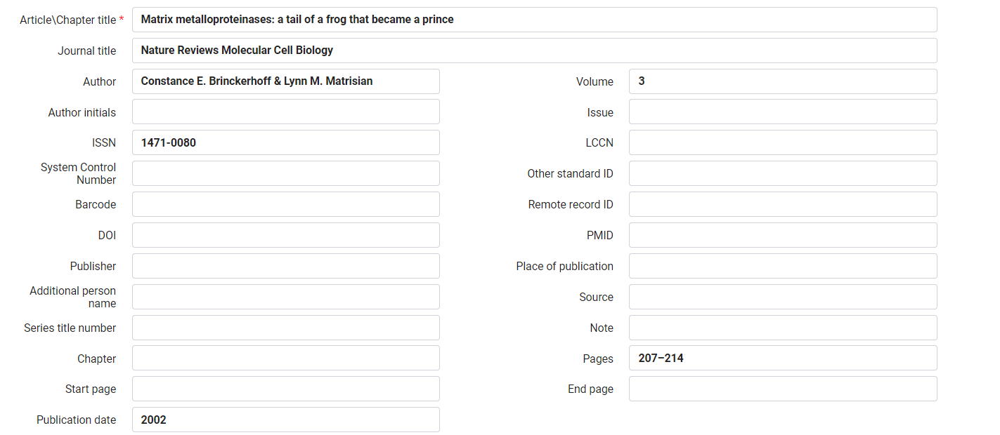 Article\Chapter title * Matrix metalloproteinases: a tail of a frog that became a prince
Journal title Nature Reviews Molecular Cell Biology
Author Constance E. Brinckerhoff & Lynn M. Matrisian Volume 3
Author initials Issue
ISSN 1471-0080 LCCN
System Control
Number
Other standard ID
Barcode Remote record ID
DOI PMID
Publisher Place of publication
Additional person
name
Source
Series title number Note
Chapter Pages 207–214
Start page End page
Publication date 2002